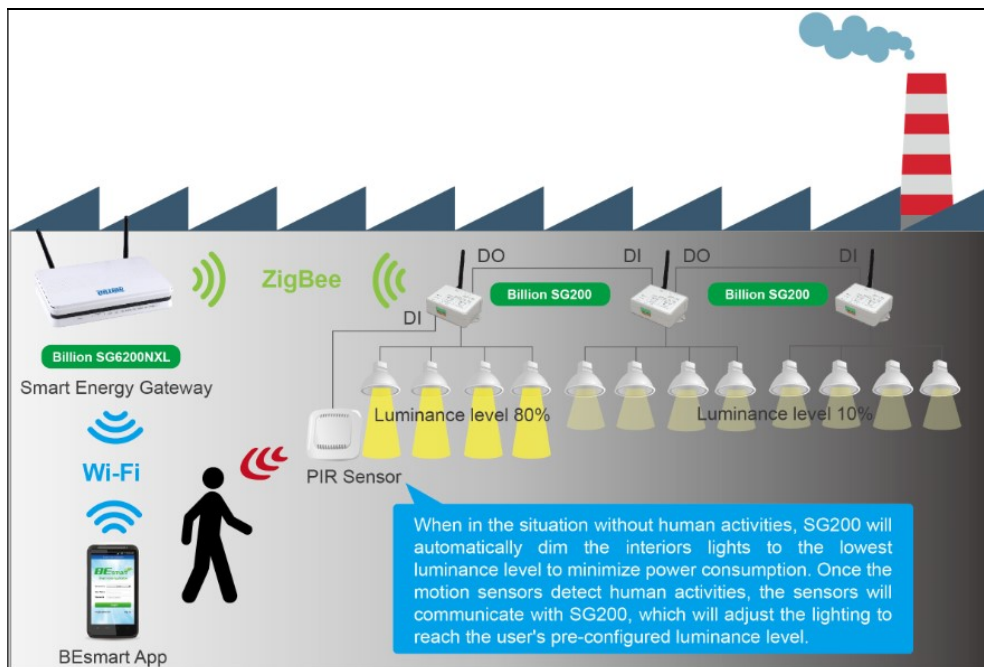 DO
DI
DI
ZigBee
Billion SG200
Billion SG200
BILLION
DI
Billion SG6200NXL
Smart Energy Gateway
Luminance level 80%
Luminance level 10%
Wi-Fi
PIR Sensor
When in the situation without human activities, SG200 will
automatically dim the interiors lights to the lowest
luminance level to minimize power consumption. Once the
motion sensors detect human activities, the sensors will
communicate with SG200, which will adjust the lighting to
reach the user's pre-configured luminance level.
BEsmart
BEsmart App